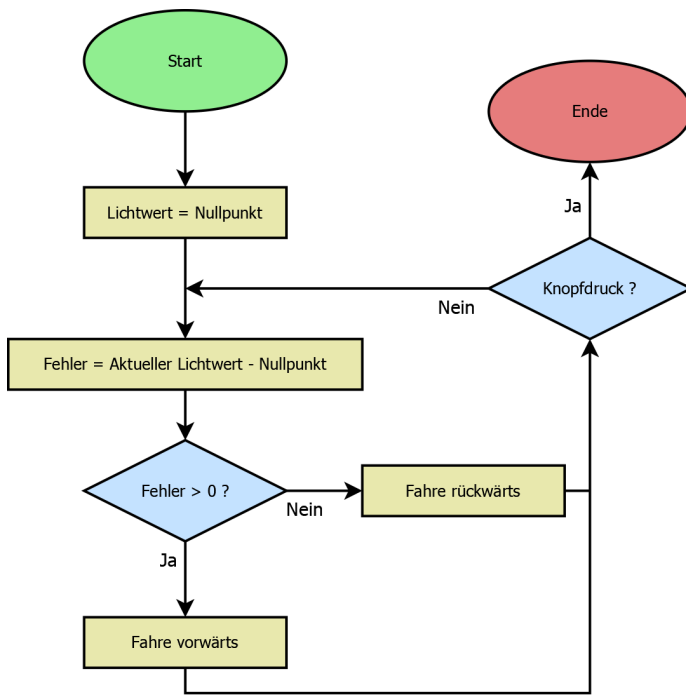 Start
Ende
Lichtwert = Nullpunkt
Ja
Knopfdruck ?
Nein
Fehler = Aktueller Lichtwert - Nullpunkt
Fehler > 0 ?
Nein
Fahre rückwärts
Ja
Fahre vorwärts